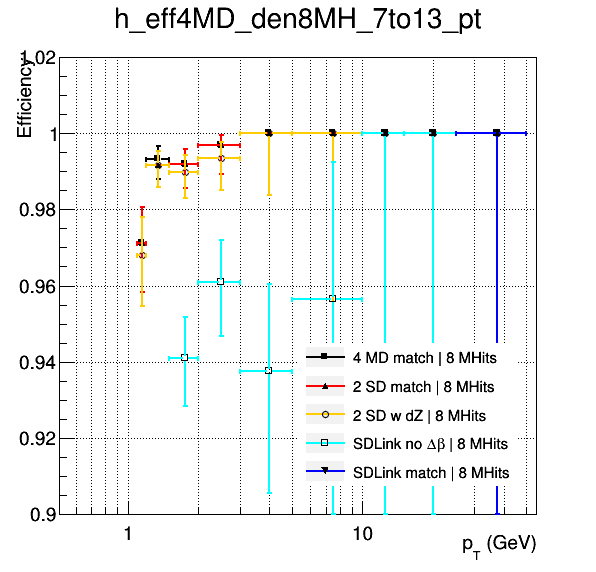 h_eff4MD_den8MH_7to13_pt
Efficiency
1.02
1
0.98
0.96
0.94
0.92
0.9
4 MD match | 8 MHits
2 SD match | 8 MHits
2 SD w dZ | 8 MHits
SDLink no Δβ | 8 MHits
SDLink match | 8 MHits
1
10
p_T (GeV)